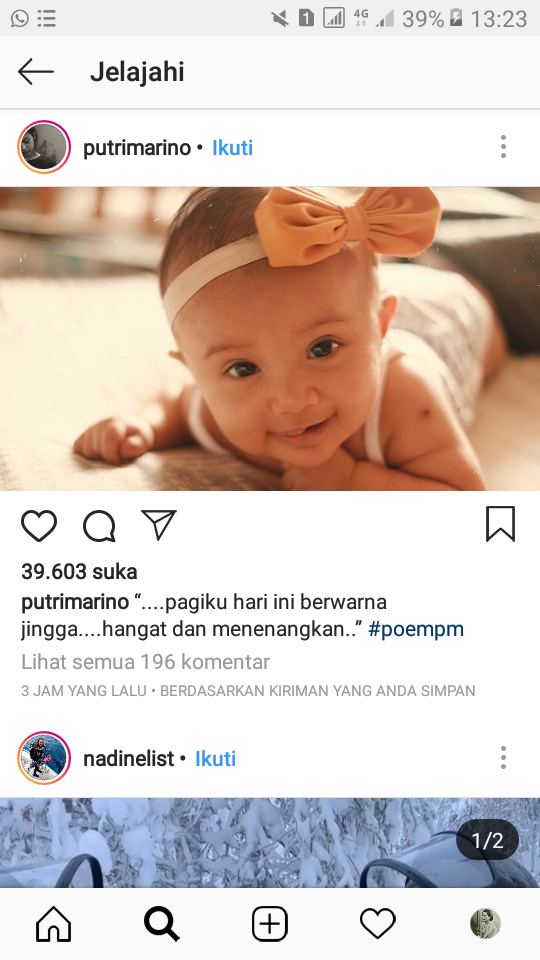 1 4G 39% 13:23
Jelajahi
putrimarino • Ikuti
39.603 suka
putrimarino “....pagiku hari ini berwarna
jingga....hangat dan menenangkan..” #poempm
Lihat semua 196 komentar
3 JAM YANG LALU • BERDASARKAN KIRIMAN YANG ANDA SIMPAN
nadinelist • Ikuti
1/2